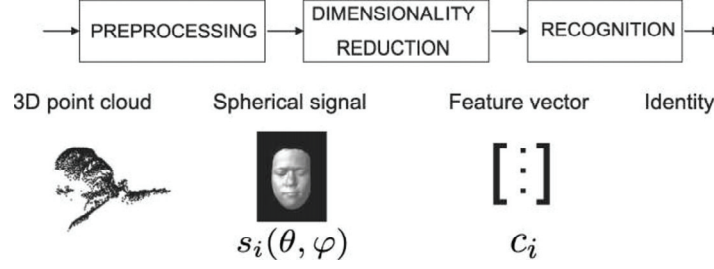 PREPROCESSING
DIMENSIONALITY
REDUCTION
RECOGNITION
3D point cloud
Spherical signal
Feature vector
Identity
[⋮]
s_i(θ, φ)
c_i